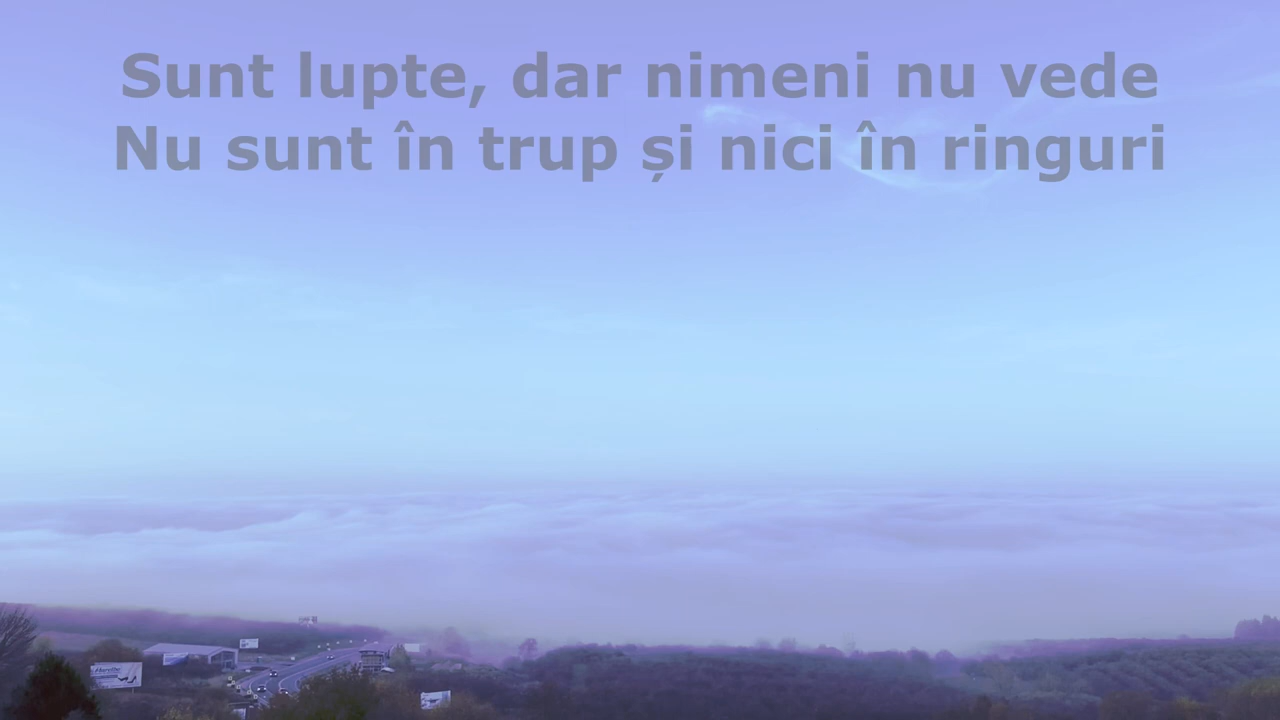 Sunt lupte, dar nimeni nu vede
Nu sunt în trup și nici în ringuri